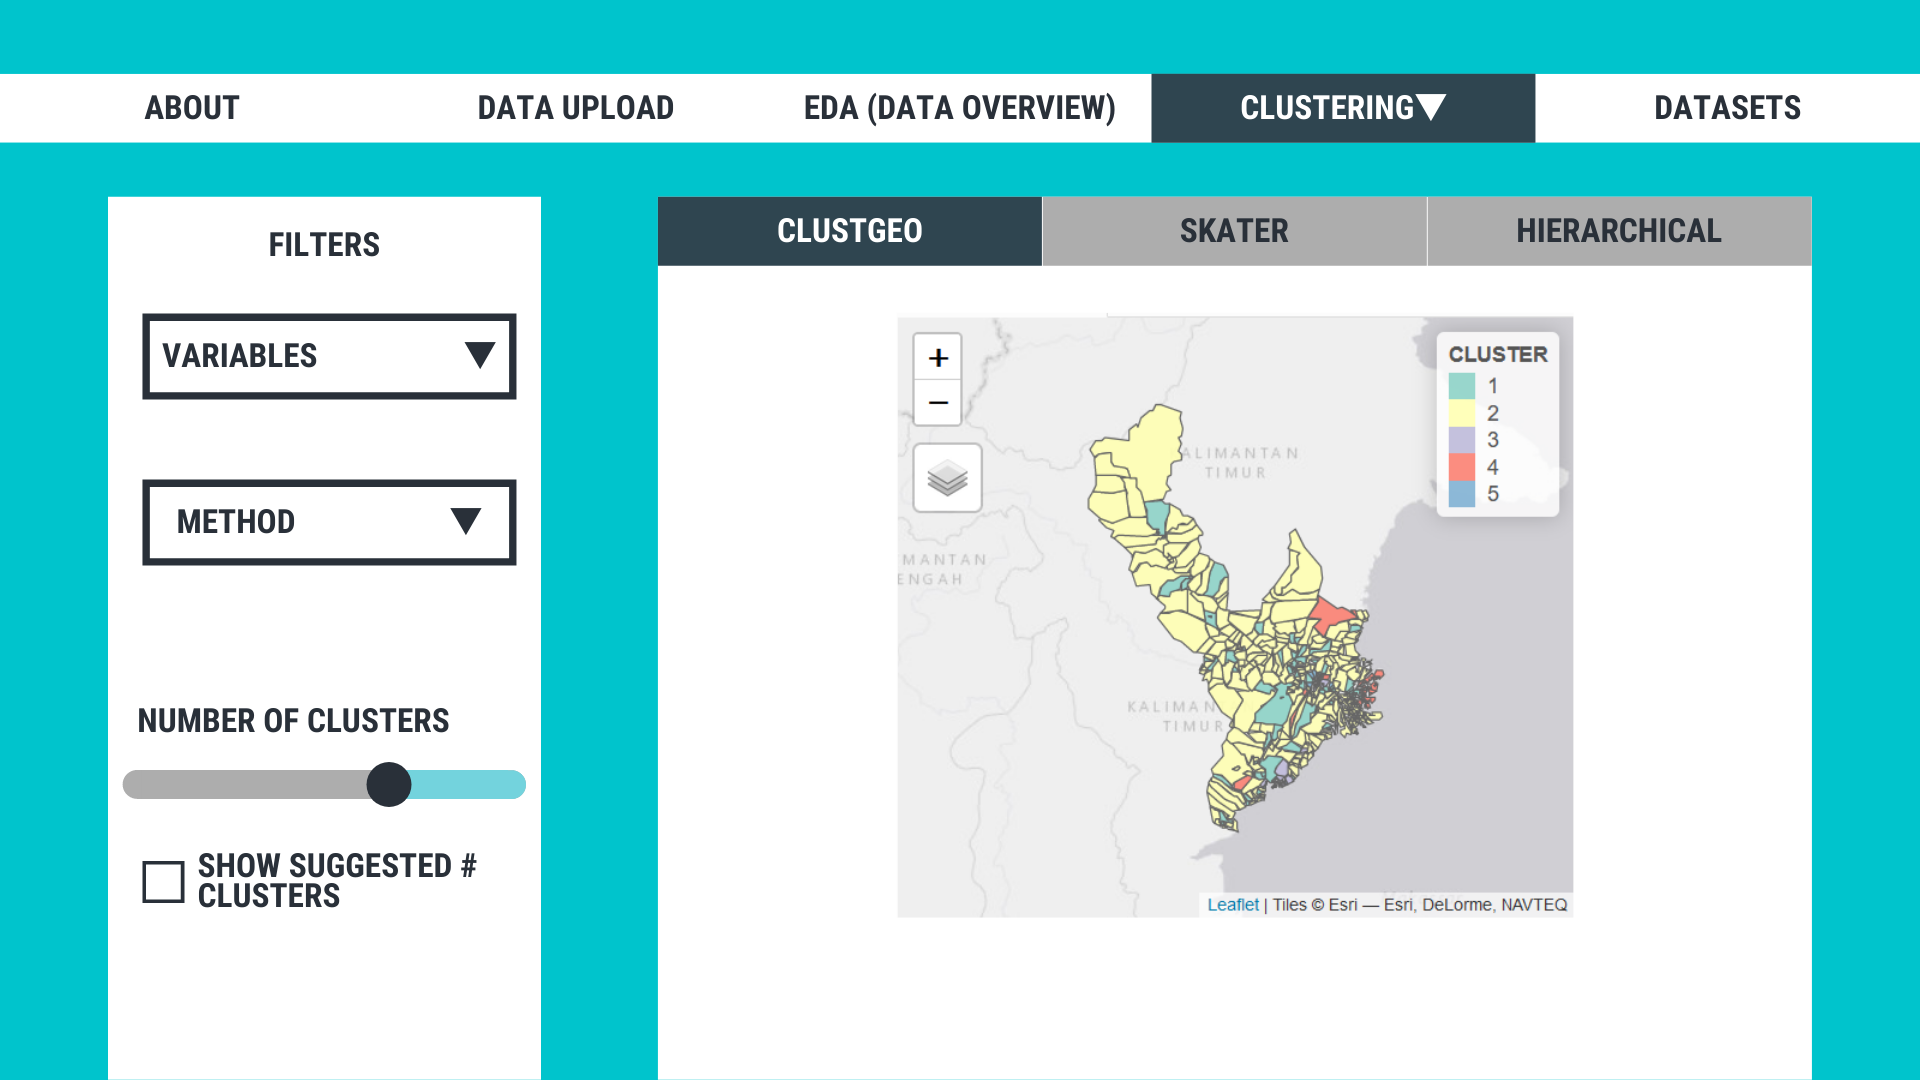 ABOUT
DATA UPLOAD
EDA (DATA OVERVIEW)
CLUSTERING
DATASETS
FILTERS
VARIABLES
METHOD
NUMBER OF CLUSTERS
SHOW SUGGESTED #
CLUSTERS
CLUSTGEO
SKATER
HIERARCHICAL
+
−
CLUSTER
1
2
3
4
5
ALIMANTAN
TIMUR
MANTAN
ENGAH
KALIMAN
TIMUR
Leaflet | Tiles © Esri — Esri, DeLorme, NAVTEQ